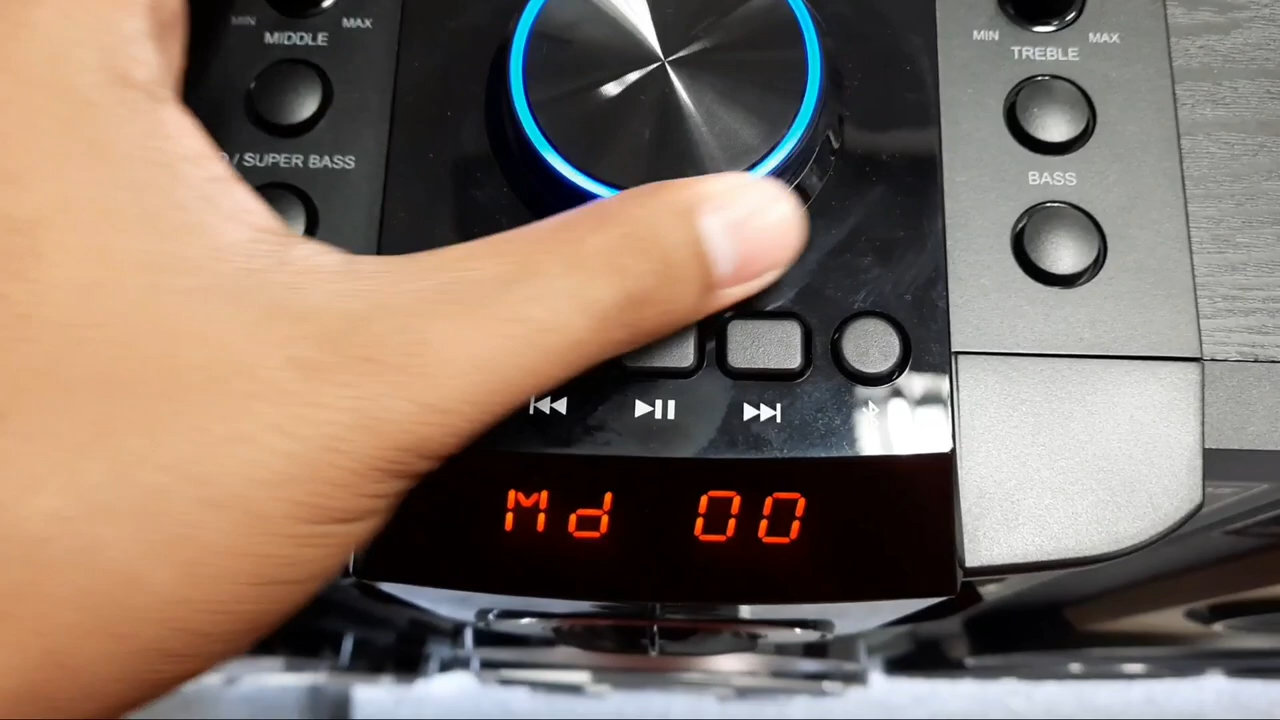 MIN MAX
MIDDLE
/ SUPER BASS
MIN MAX
TREBLE
BASS
Md 00